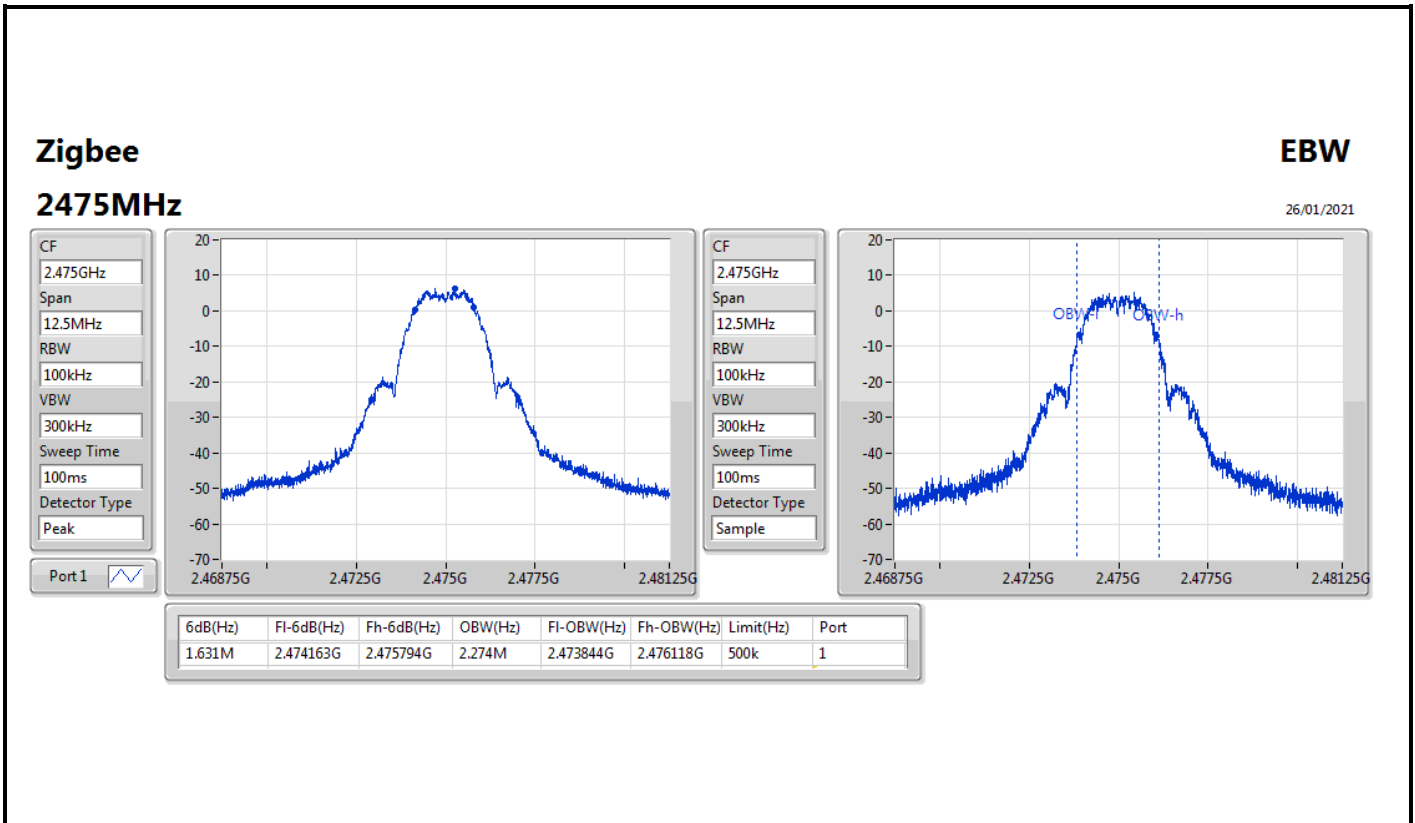 Zigbee
EBW
2475MHz
26/01/2021
CF
2.475GHz
Span
12.5MHz
RBW
100kHz
VBW
300kHz
Sweep Time
100ms
Detector Type
Peak
Port 1
20
10
0
-10
-20
-30
-40
-50
-60
-70
2.46875G 2.4725G 2.475G 2.4775G 2.48125G
CF
2.475GHz
Span
12.5MHz
RBW
100kHz
VBW
300kHz
Sweep Time
100ms
Detector Type
Sample
20
10
0
-10
-20
-30
-40
-50
-60
-70
OBW-l OBW-h
2.46875G 2.4725G 2.475G 2.4775G 2.48125G
6dB(Hz) Fl-6dB(Hz) Fh-6dB(Hz) OBW(Hz) Fl-OBW(Hz) Fh-OBW(Hz) Limit(Hz) Port
1.631M 2.474163G 2.475794G 2.274M 2.473844G 2.476118G 500k 1